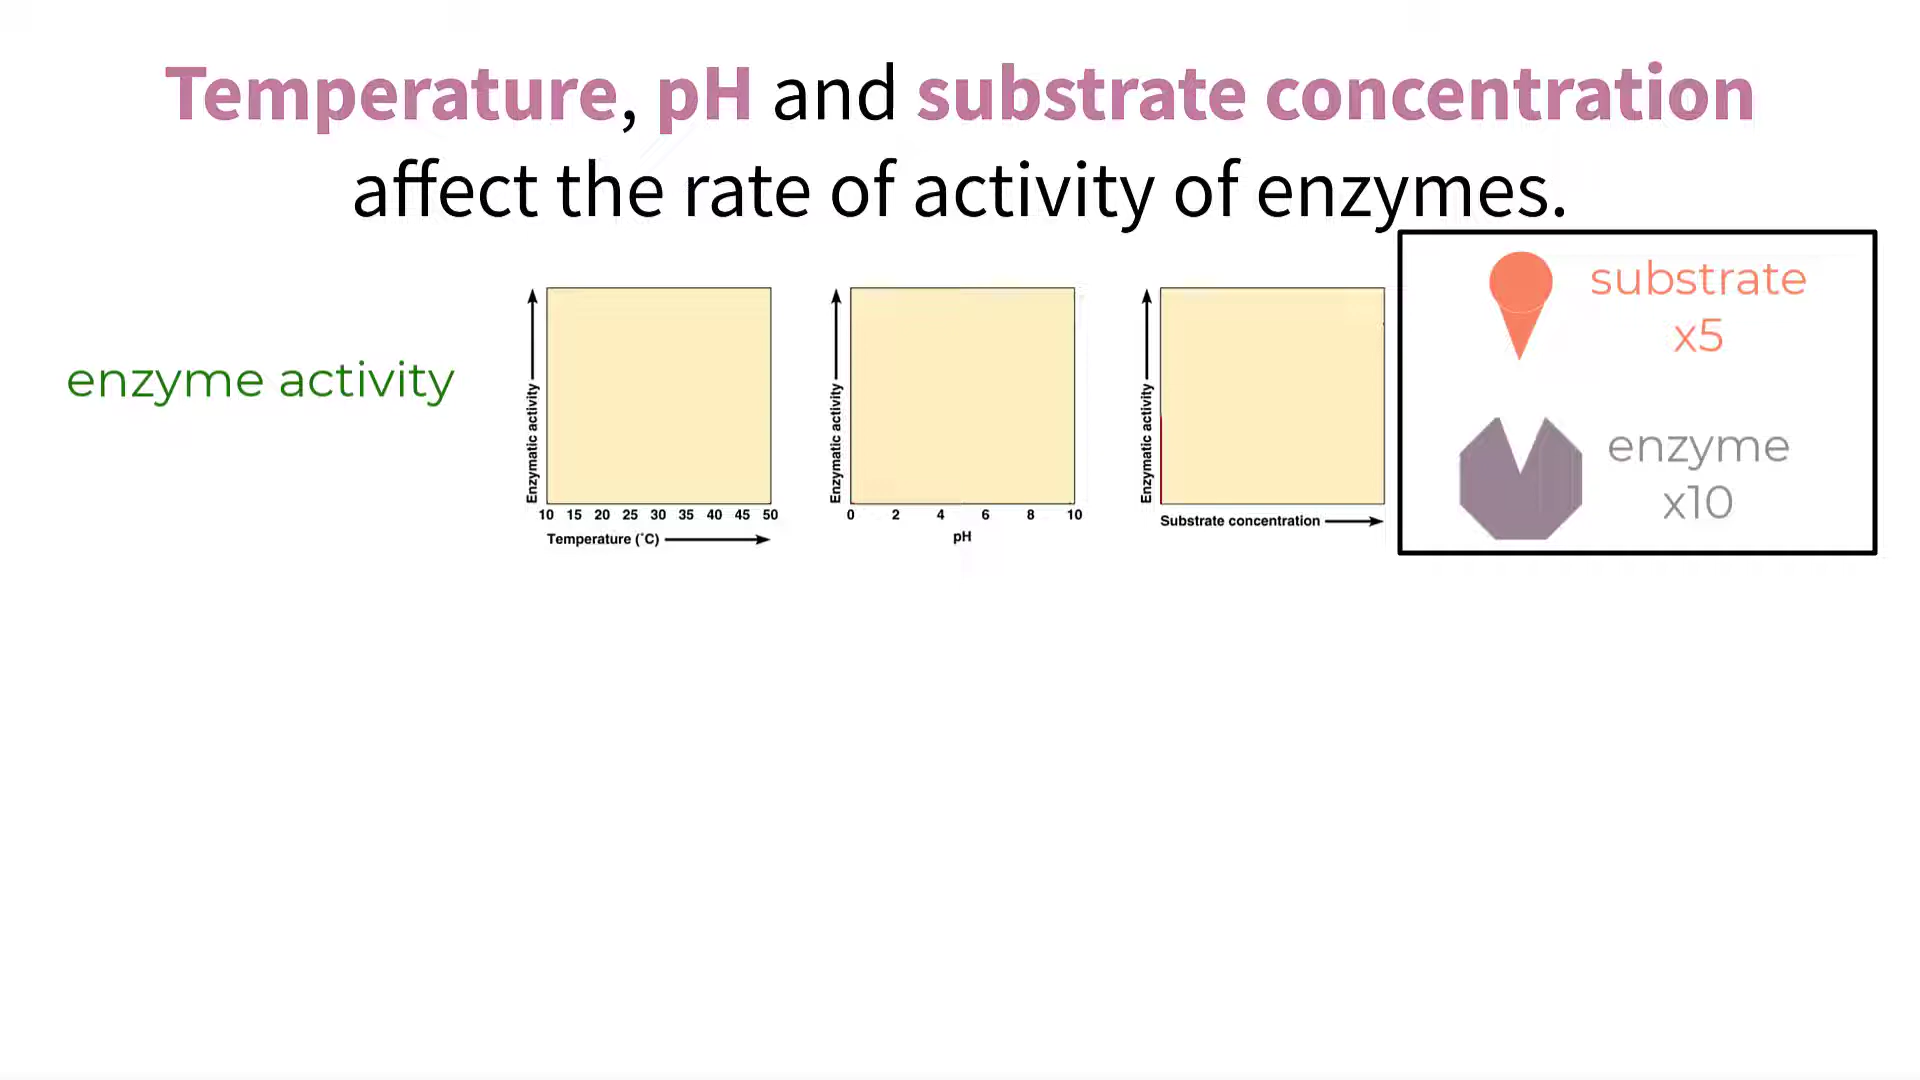 Temperature, pH and substrate concentration
affect the rate of activity of enzymes.
enzyme activity
Enzymatic activity
10 15 20 25 30 35 40 45 50
Temperature (˚C)
Enzymatic activity
0 2 4 6 8 10
pH
Enzymatic activity
Substrate concentration
substrate
x5
enzyme
x10